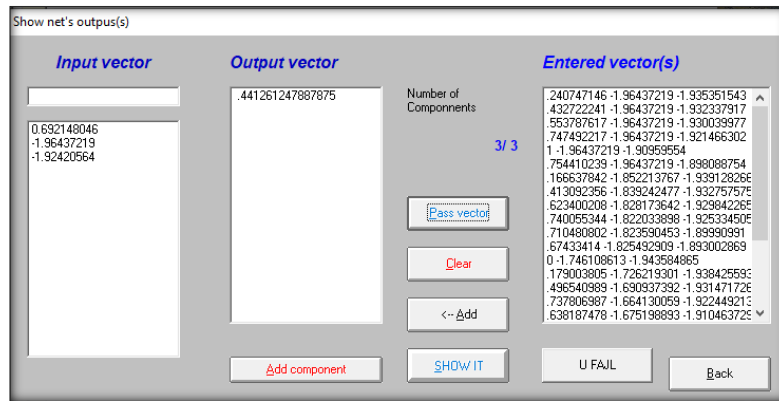 Show net's outpus(s)
Input vector
Output vector
Entered vector(s)
0.692148046
-1.96437219
-1.92420564
.441261247887875
Number of
Componnents
3/ 3
Pass vector
Clear
<-- Add
SHOW IT
Add component
.240747146 -1.96437219 -1.935351543
.432722241 -1.96437219 -1.932337917
.553787617 -1.96437219 -1.930039977
.747492217 -1.96437219 -1.921466302
1 -1.96437219 -1.90959554
.754410239 -1.96437219 -1.898088754
.166637842 -1.852213767 -1.939128266
.413092356 -1.839242477 -1.932757575
.623400208 -1.828173642 -1.929842265
.740055344 -1.822033898 -1.925334505
.710480802 -1.823590453 -1.89990991
.67433414 -1.825492909 -1.893002869
0 -1.746108613 -1.943584865
.179003805 -1.726219301 -1.938425593
.496540989 -1.690937392 -1.931471726
.737806987 -1.664130059 -1.922449213
.638187478 -1.675198893 -1.910463729
U FAJL
Back